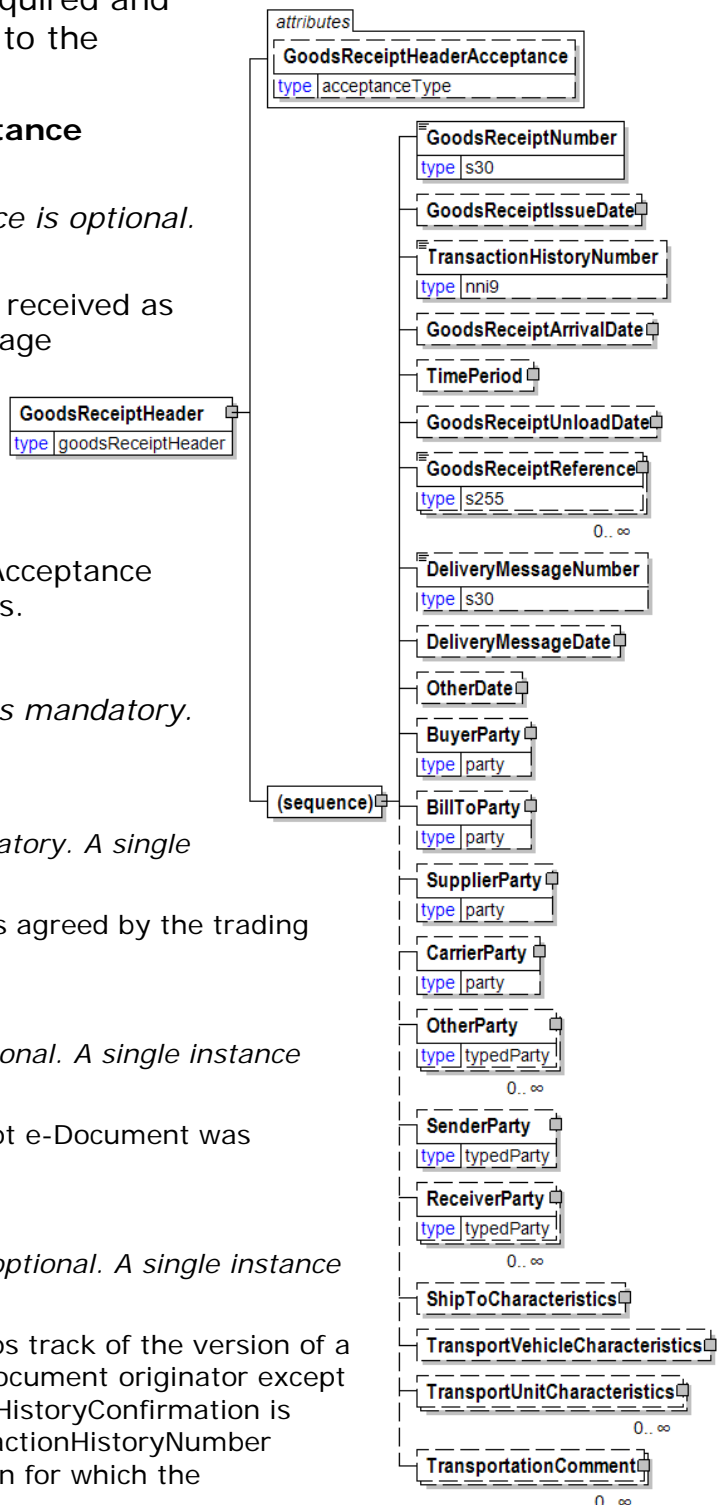 quired and
to the
tance
ce is optional.
received as
age
Acceptance
s.
s mandatory.
atory. A single
s agreed by the trading
onal. A single instance
pt e-Document was
optional. A single instance
os track of the version of a
ocument originator except
HistoryConfirmation is
actionHistoryNumber
n for which the
GoodsReceiptHeader
type goodsReceiptHeader
attributes
GoodsReceiptHeaderAcceptance
type acceptanceType
(sequence)
GoodsReceiptNumber
type s30
GoodsReceiptIssueDate
TransactionHistoryNumber
type nni9
GoodsReceiptArrivalDate
TimePeriod
GoodsReceiptUnloadDate
GoodsReceiptReference
type s255
0.. ∞
DeliveryMessageNumber
type s30
DeliveryMessageDate
OtherDate
BuyerParty
type party
BillToParty
type party
SupplierParty
type party
CarrierParty
type party
OtherParty
type typedParty
0.. ∞
SenderParty
type typedParty
ReceiverParty
type typedParty
0.. ∞
ShipToCharacteristics
TransportVehicleCharacteristics
TransportUnitCharacteristics
0.. ∞
TransportationComment
0.. ∞